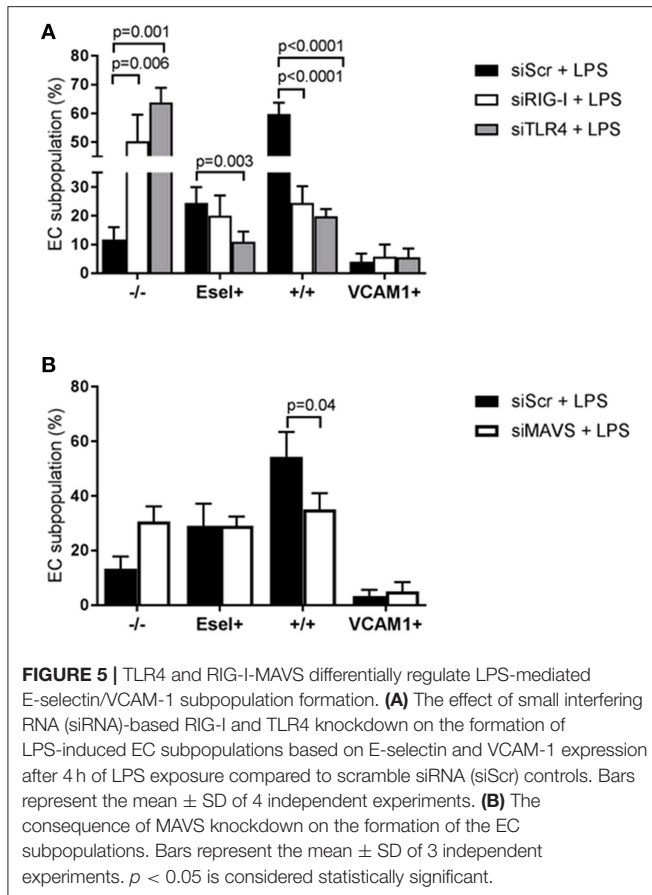 A
p=0.001
p=0.006
p=0.003
p<0.0001
p<0.0001
siScr + LPS
siRIG-I + LPS
siTLR4 + LPS
EC subpopulation (%)
80
70
60
50
30
20
10
0
-/-
Esel+
+/+
VCAM1+
B
p=0.04
siScr + LPS
siMAVS + LPS
EC subpopulation (%)
80
60
40
20
0
-/-
Esel+
+/+
VCAM1+
FIGURE 5 | TLR4 and RIG-I-MAVS differentially regulate LPS-mediated
E-selectin/VCAM-1 subpopulation formation. (A) The effect of small interfering
RNA (siRNA)-based RIG-I and TLR4 knockdown on the formation of
LPS-induced EC subpopulations based on E-selectin and VCAM-1 expression
after 4 h of LPS exposure compared to scramble siRNA (siScr) controls. Bars
represent the mean ± SD of 4 independent experiments. (B) The
consequence of MAVS knockdown on the formation of the EC
subpopulations. Bars represent the mean ± SD of 3 independent
experiments. p < 0.05 is considered statistically significant.